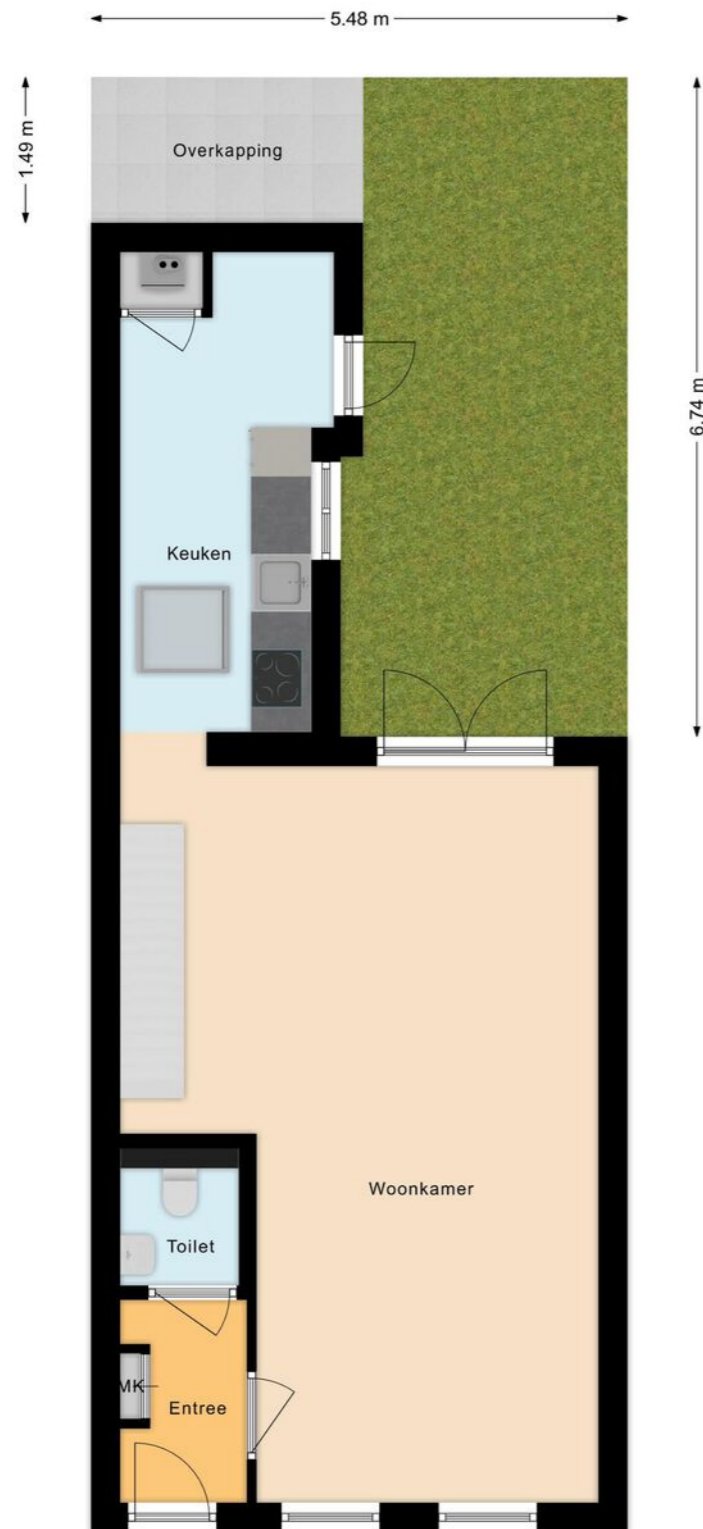 5.48 m
1.49 m
Overkapping
6.74 m
Keuken
Woonkamer
Toilet
MK
Entree